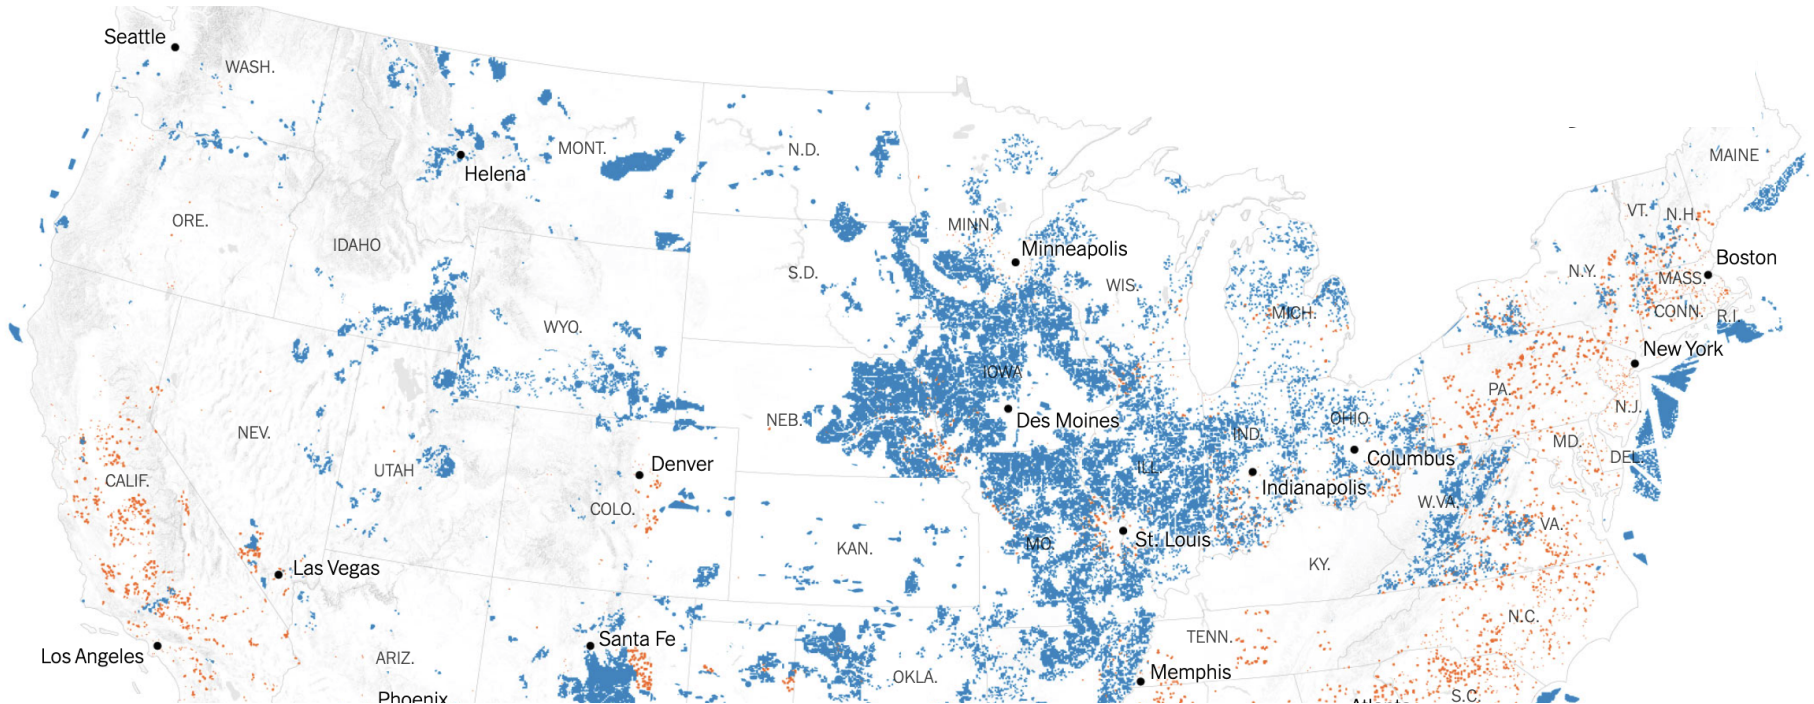 Seattle
WASH.
MONT.
N.D.
Helena
MAINE
ORE.
IDAHO
MINN.
VT.
N.H.
Minneapolis
S.D.
WIS.
N.Y.
MASS.
Boston
WYO.
MICH.
CONN.
R.I.
IOWA
New York
NEB.
Des Moines
PA.
N.J.
NEV.
IND.
OHIO
MD.
Denver
UTAH
ILL.
Columbus
DEL.
CALIF.
COLO.
Indianapolis
W.VA.
VA.
KAN.
MO.
St. Louis
Las Vegas
KY.
N.C.
Los Angeles
ARIZ.
Santa Fe
OKLA.
TENN.
Memphis
Phoenix
S.C.
Atlanta